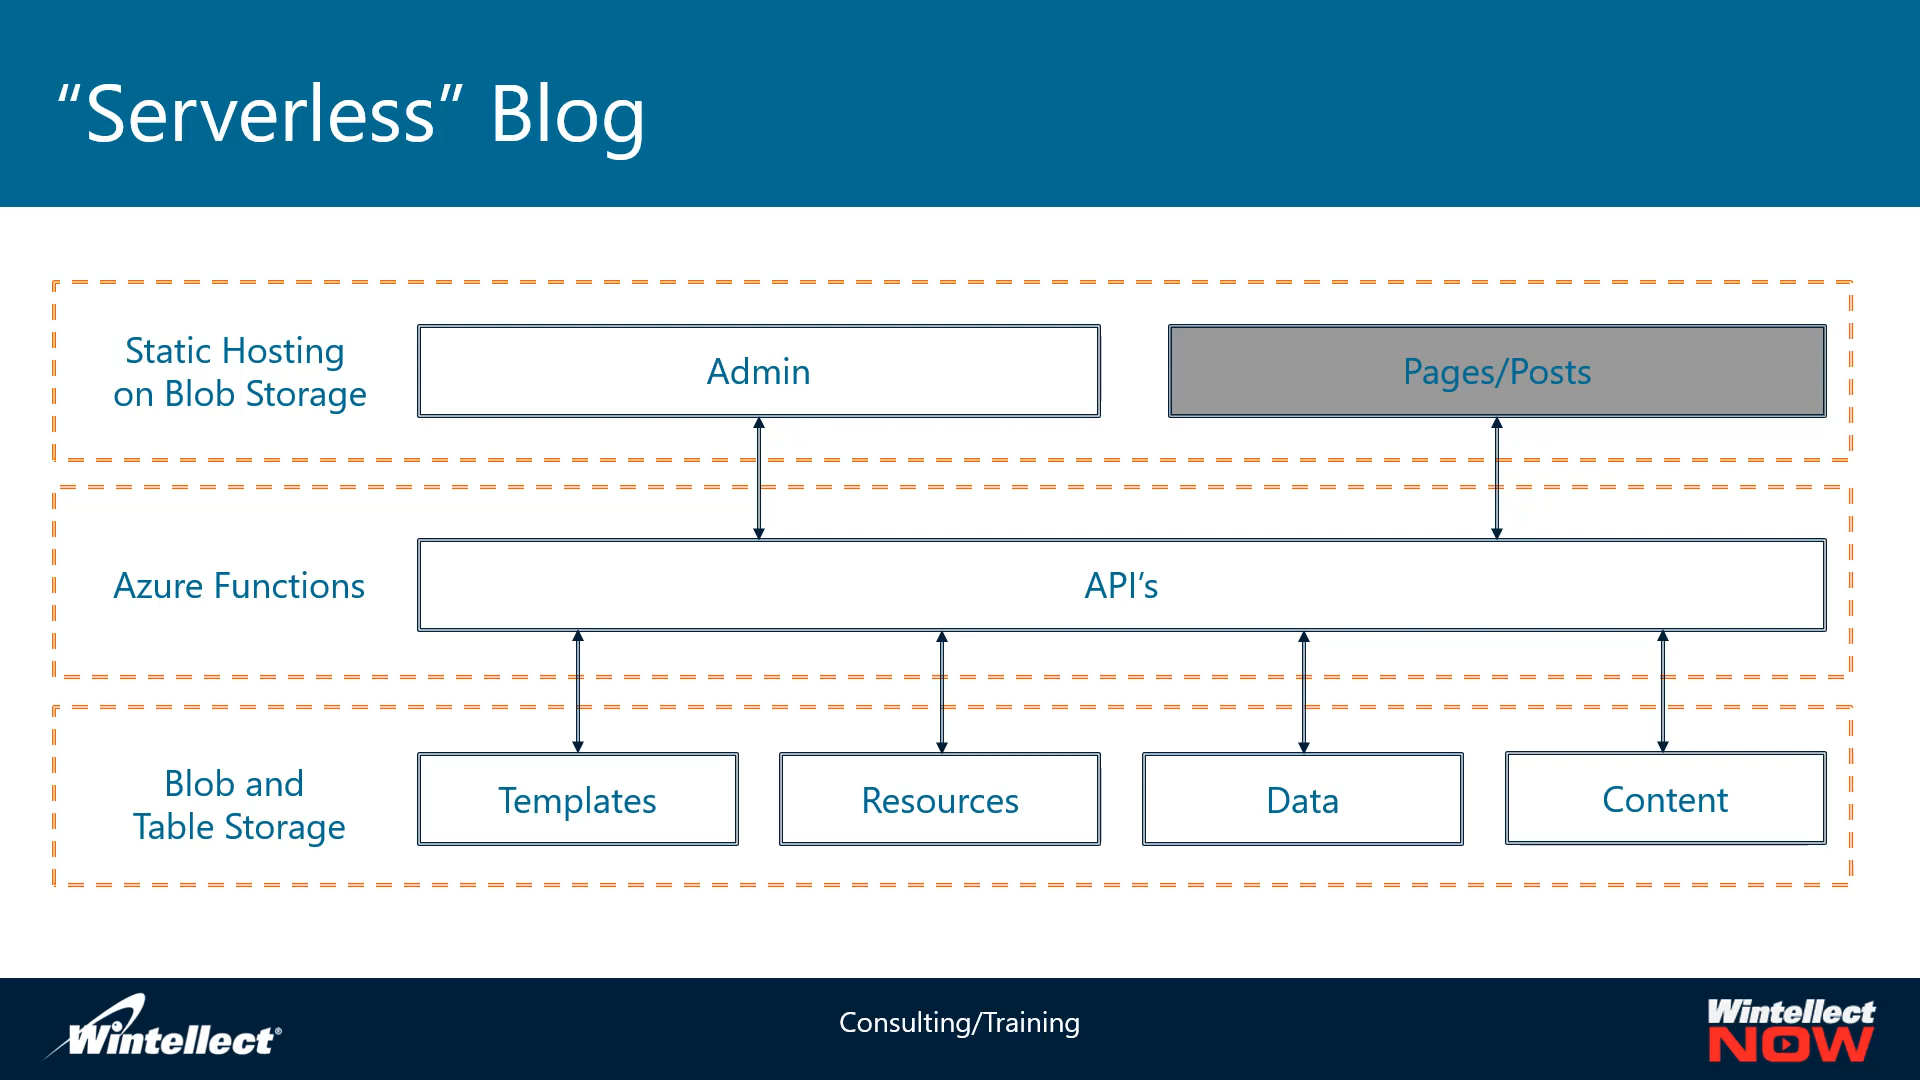 “Serverless” Blog
Static Hosting
on Blob Storage
Admin
Pages/Posts
Azure Functions
API’s
Blob and
Table Storage
Templates
Resources
Data
Content
Wintellect®
Consulting/Training
Wintellect
NOW